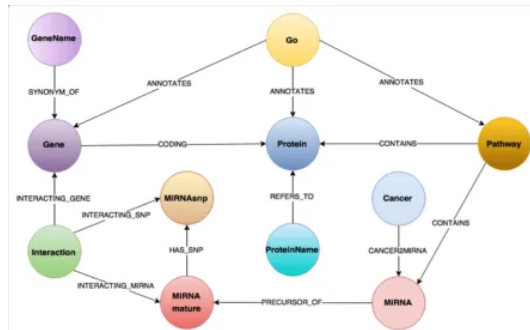 GeneName
Go
SYNONYM_OF
ANNOTATES
ANNOTATES
ANNOTATES
Gene
CODING
Protein
CONTAINS
Pathway
INTERACTING_GENE
INTERACTING_SNP
MiRNAsnp
REFERS_TO
Cancer
CONTAINS
Interaction
HAS_SNP
ProteinName
CANCER2MIRNA
INTERACTING_MIRNA
MiRNA
mature
PRECURSOR_OF
MiRNA